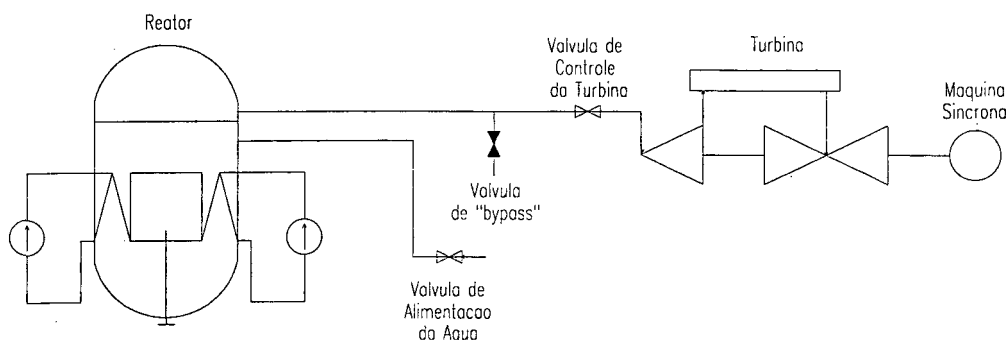 Reator
Valvula de
Controle
da Turbina
Turbina
Maquina
Sincrona
Valvula
de "bypass"
Valvula de
Alimentacao
da Agua